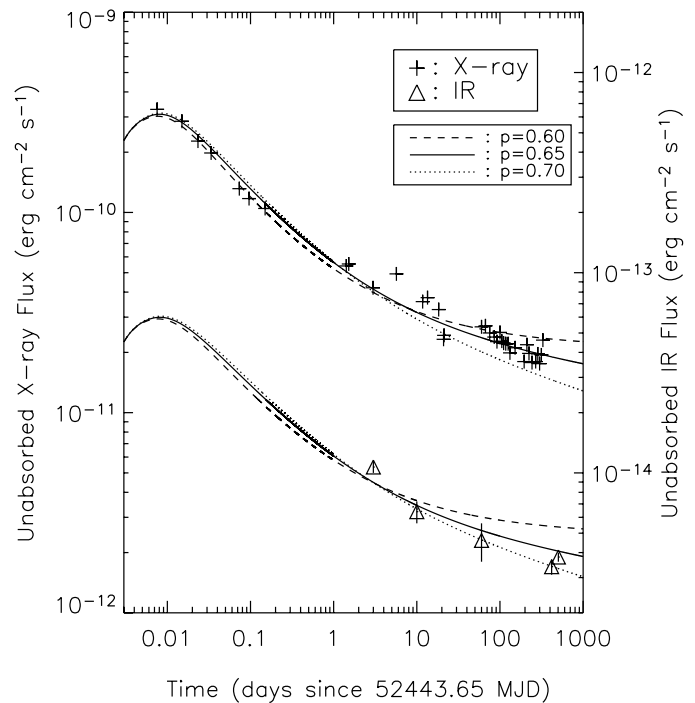 10⁻⁹
10⁻¹⁰
10⁻¹¹
10⁻¹²
Unabsorbed X-ray Flux (erg cm⁻² s⁻¹)
+ : X-ray
△ : IR
: p=0.60
: p=0.65
: p=0.70
10⁻¹²
10⁻¹³
10⁻¹⁴
Unabsorbed IR Flux (erg cm⁻² s⁻¹)
0.01 0.1 1 10 100 1000
Time (days since 52443.65 MJD)